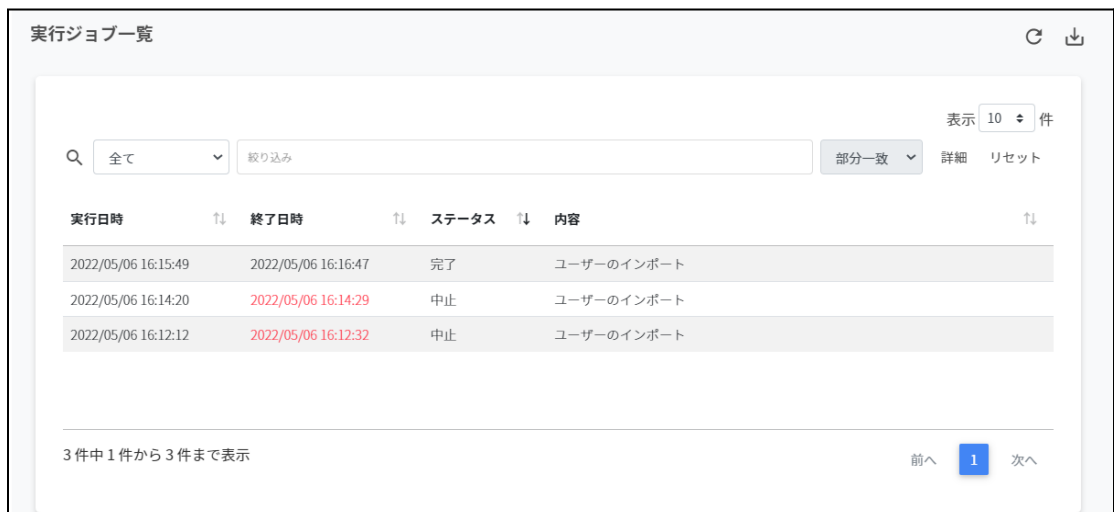 実行ジョブ一覧
表示 10 件
全て 絞り込み 部分一致 詳細 リセット
実行日時 終了日時 ステータス 内容
2022/05/06 16:15:49 2022/05/06 16:16:47 完了 ユーザーのインポート
2022/05/06 16:14:20 2022/05/06 16:14:29 中止 ユーザーのインポート
2022/05/06 16:12:12 2022/05/06 16:12:32 中止 ユーザーのインポート
3 件中 1 件から 3 件まで表示
前へ 1 次へ